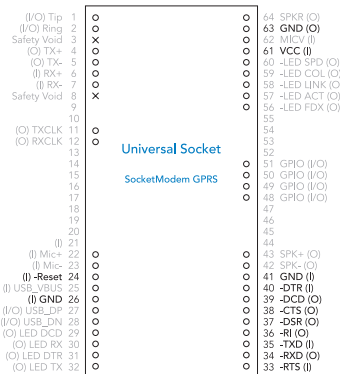 (I/O) Tip 1
(I/O) Ring 2
Safety Void 3
(O) TX+ 4
(O) TX- 5
(I) RX+ 6
(I) RX- 7
Safety Void 8
9
10
(O) TXCLK 11
(O) RXCLK 12
13
14
15
16
17
18
19
20
(I) 21
(I) Mic+ 22
(I) Mic- 23
(I) -Reset 24
(I) USB_VBUS 25
(I) GND 26
(I/O) USB_DP 27
(I/O) USB_DN 28
(O) LED DCD 29
(O) LED RX 30
(O) LED DTR 31
(O) LED TX 32
Universal Socket
SocketModem GPRS
64 SPKR (O)
63 GND (O)
62 MICV (I)
61 VCC (I)
60 -LED SPD (O)
59 -LED COL (O)
58 -LED LINK (O)
57 -LED ACT (O)
56 -LED FDX (O)
55
54
53
52
51 GPIO (I/O)
50 GPIO (I/O)
49 GPIO (I/O)
48 GPIO (I/O)
47
46
45
44
43 SPK+ (O)
42 SPK- (O)
41 GND (I)
40 -DTR (I)
39 -DCD (O)
38 -CTS (O)
37 -DSR (O)
36 -RI (O)
35 -TXD (I)
34 -RXD (O)
33 -RTS (I)